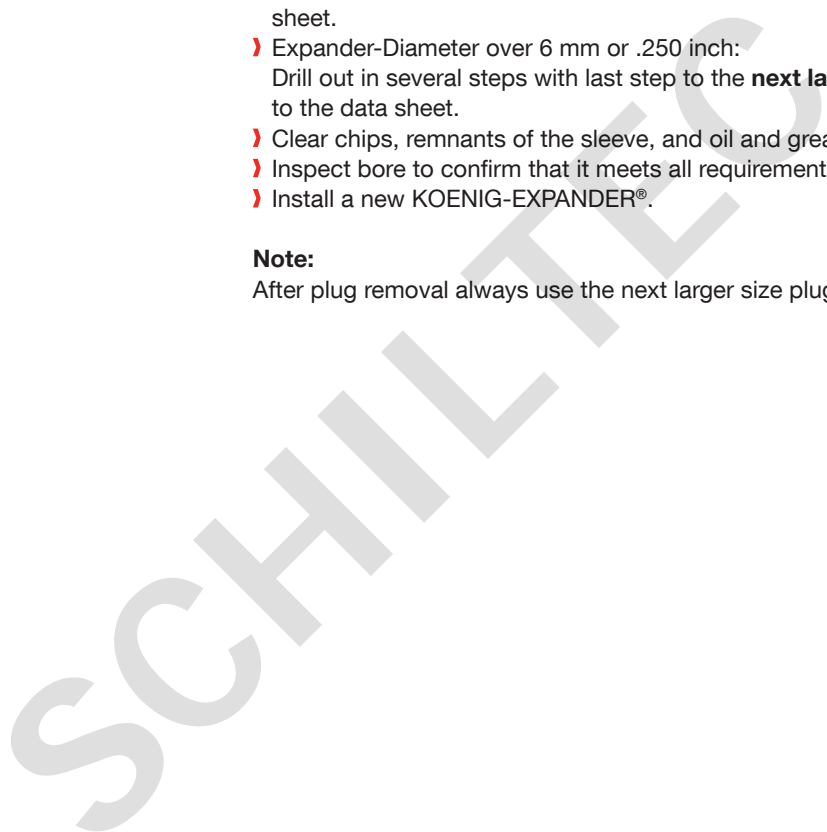 sheet.
❱ Expander-Diameter over 6 mm or .250 inch:
Drill out in several steps with last step to the next
to the data sheet.
❱ Clear chips, remnants of the sleeve, and oil and
❱ Inspect bore to confirm that it meets all requirement
❱ Install a new KOENIG-EXPANDER®.
Note:
After plug removal always use the next larger size plug
SCHILTEC